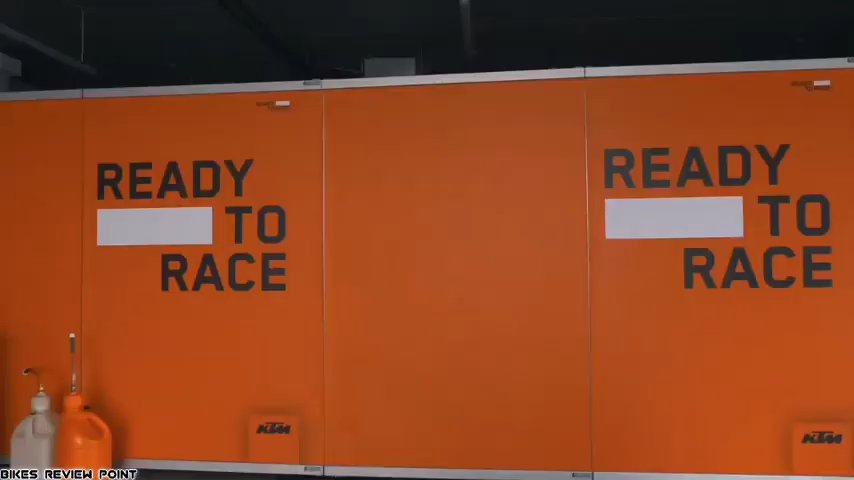 READY
TO
RACE
KTM
READY
TO
RACE
KTM
BIKES REVIEW POINT